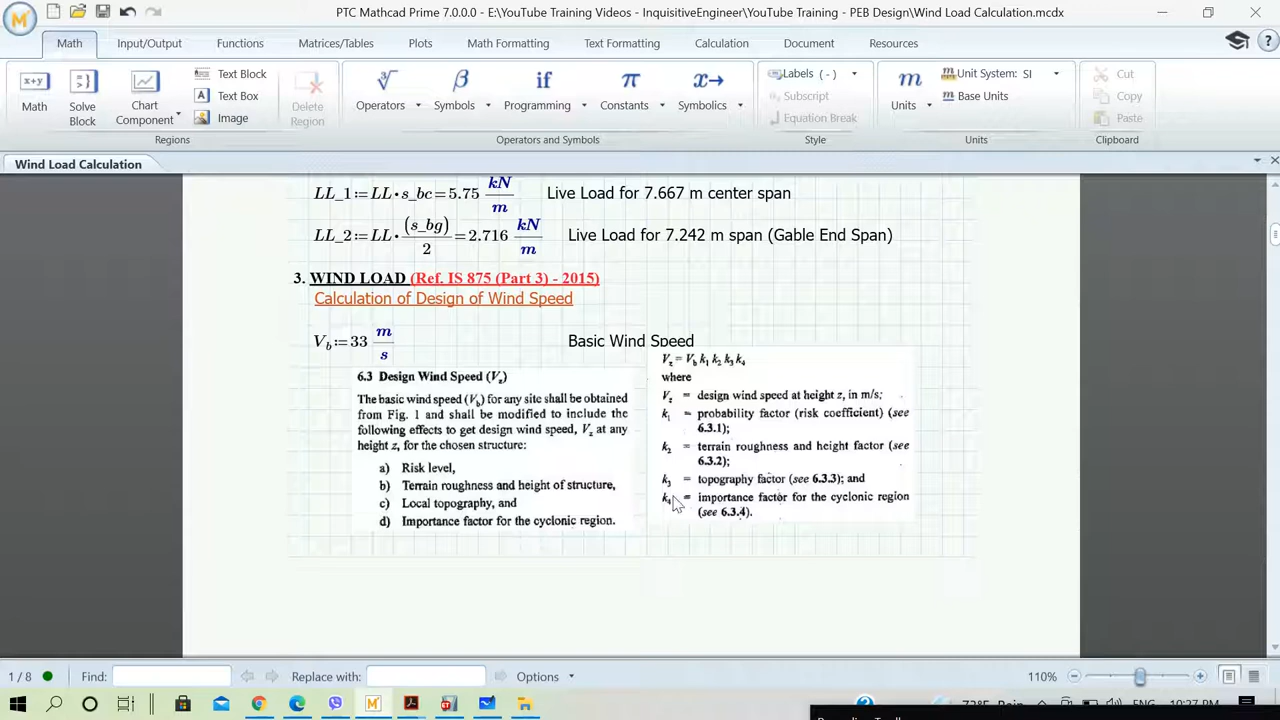 PTC Mathcad Prime 7.0.0.0 - E:\YouTube Training Videos - InquisitiveEngineer\YouTube Training - PEB Design\Wind Load Calculation.mcdx
Math Input/Output Functions Matrices/Tables Plots Math Formatting Text Formatting Calculation Document Resources
Math
Solve Block
Chart Component
Text Block
Text Box
Image
Delete Region
Operators
Symbols
if Programming
π Constants
Symbolics
Labels ( - )
Subscript
Equation Break
m Units
Unit System: SI
Base Units
Cut
Copy
Paste
Regions Operators and Symbols Style Units Clipboard
Wind Load Calculation
LL_1:=LL·s_bc=5.75 kN/m Live Load for 7.667 m center span
LL_2:=LL·(s_bg)/2=2.716 kN/m Live Load for 7.242 m span (Gable End Span)
3. WIND LOAD (Ref. IS 875 (Part 3) - 2015)
Calculation of Design of Wind Speed
V_b:=33 m/s Basic Wind Speed
6.3 Design Wind Speed (V_z)
The basic wind speed (V_b) for any site shall be obtained
from Fig. 1 and shall be modified to include the
following effects to get design wind speed, V_z at any
height z, for the chosen structure:
a) Risk level,
b) Terrain roughness and height of structure,
c) Local topography, and
d) Importance factor for the cyclonic region.
V_z = V_b k_1 k_2 k_3 k_4
where
V_z = design wind speed at height z, in m/s;
k_1 = probability factor (risk coefficient) (see
6.3.1);
k_2 = terrain roughness and height factor (see
6.3.2);
k_3 = topography factor (see 6.3.3); and
k_4 = importance factor for the cyclonic region
(see 6.3.4).
1 / 8 Find: Replace with: Options 110%
72°F Rain ENG 10:27 PM